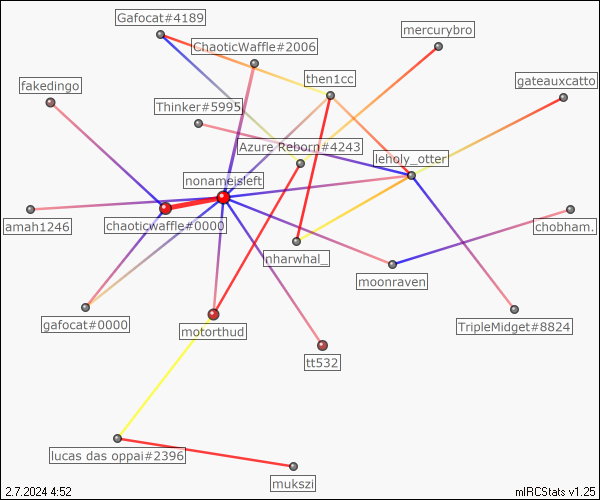 Gafocat#4189
mercurybro
ChaoticWaffle#2006
then1cc
fakedingo
gateauxcatto
Thinker#5995
Azure Reborn#4243
leholy_otter
nonameisleft
amah1246
chaoticwaffle#0000
chobham.
nharwhal_
moonraven
gafocat#0000
motorthud
TripleMidget#8824
tt532
lucas das oppai#2396
mukszi
2.7.2024 4:52
mIRCStats v1.25